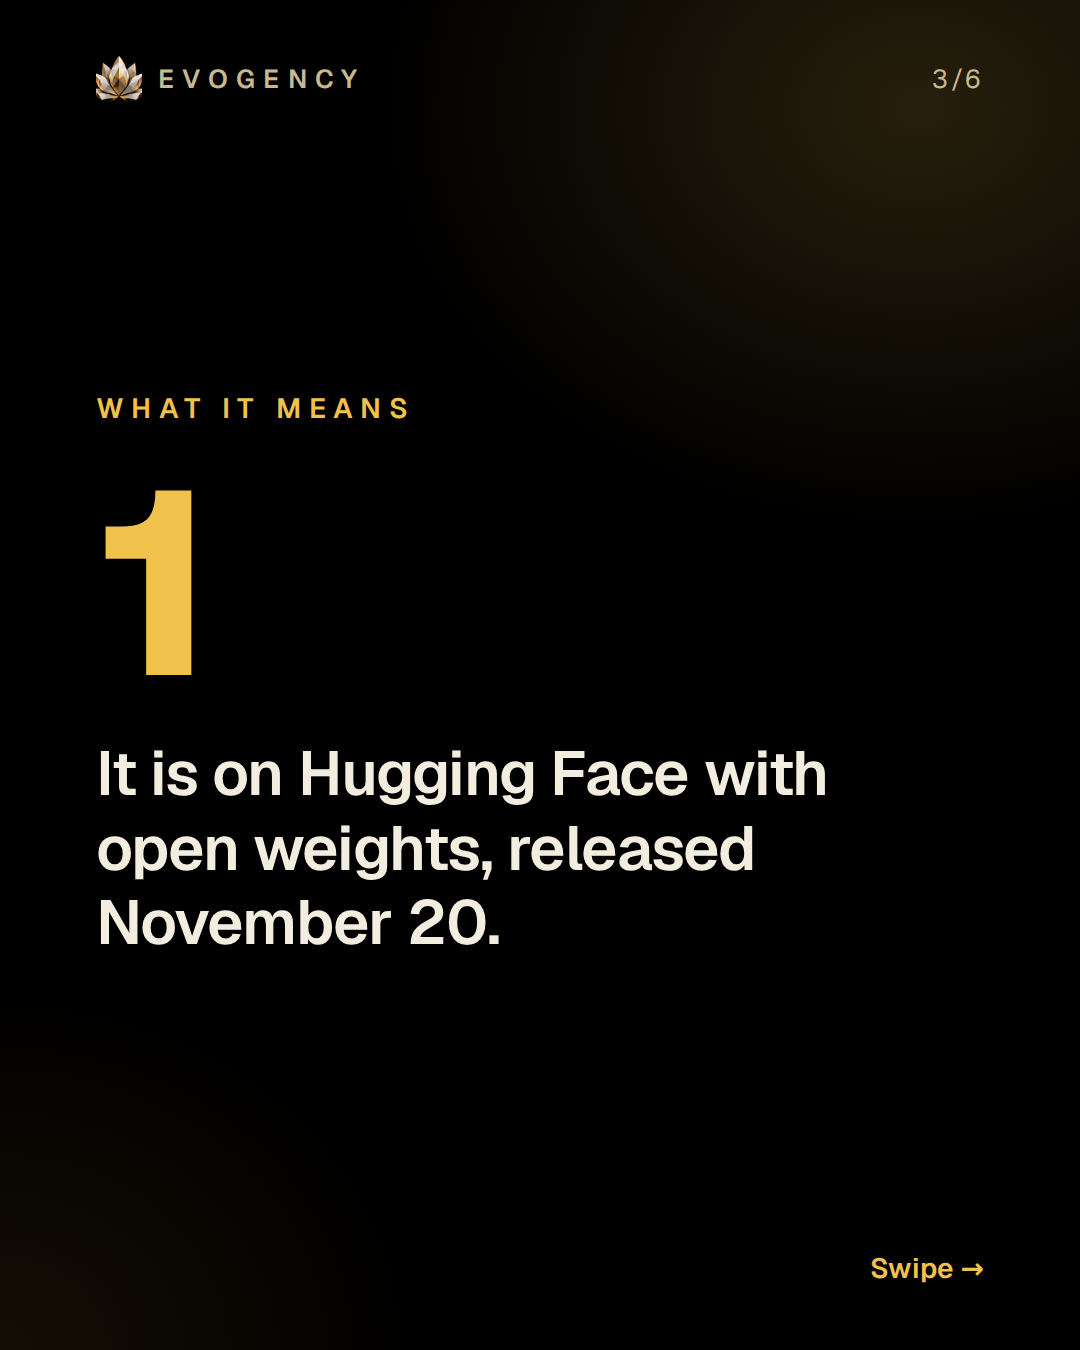 EVOGENCY
3/6
WHAT IT MEANS
1
It is on Hugging Face with
open weights, released
November 20.
Swipe →